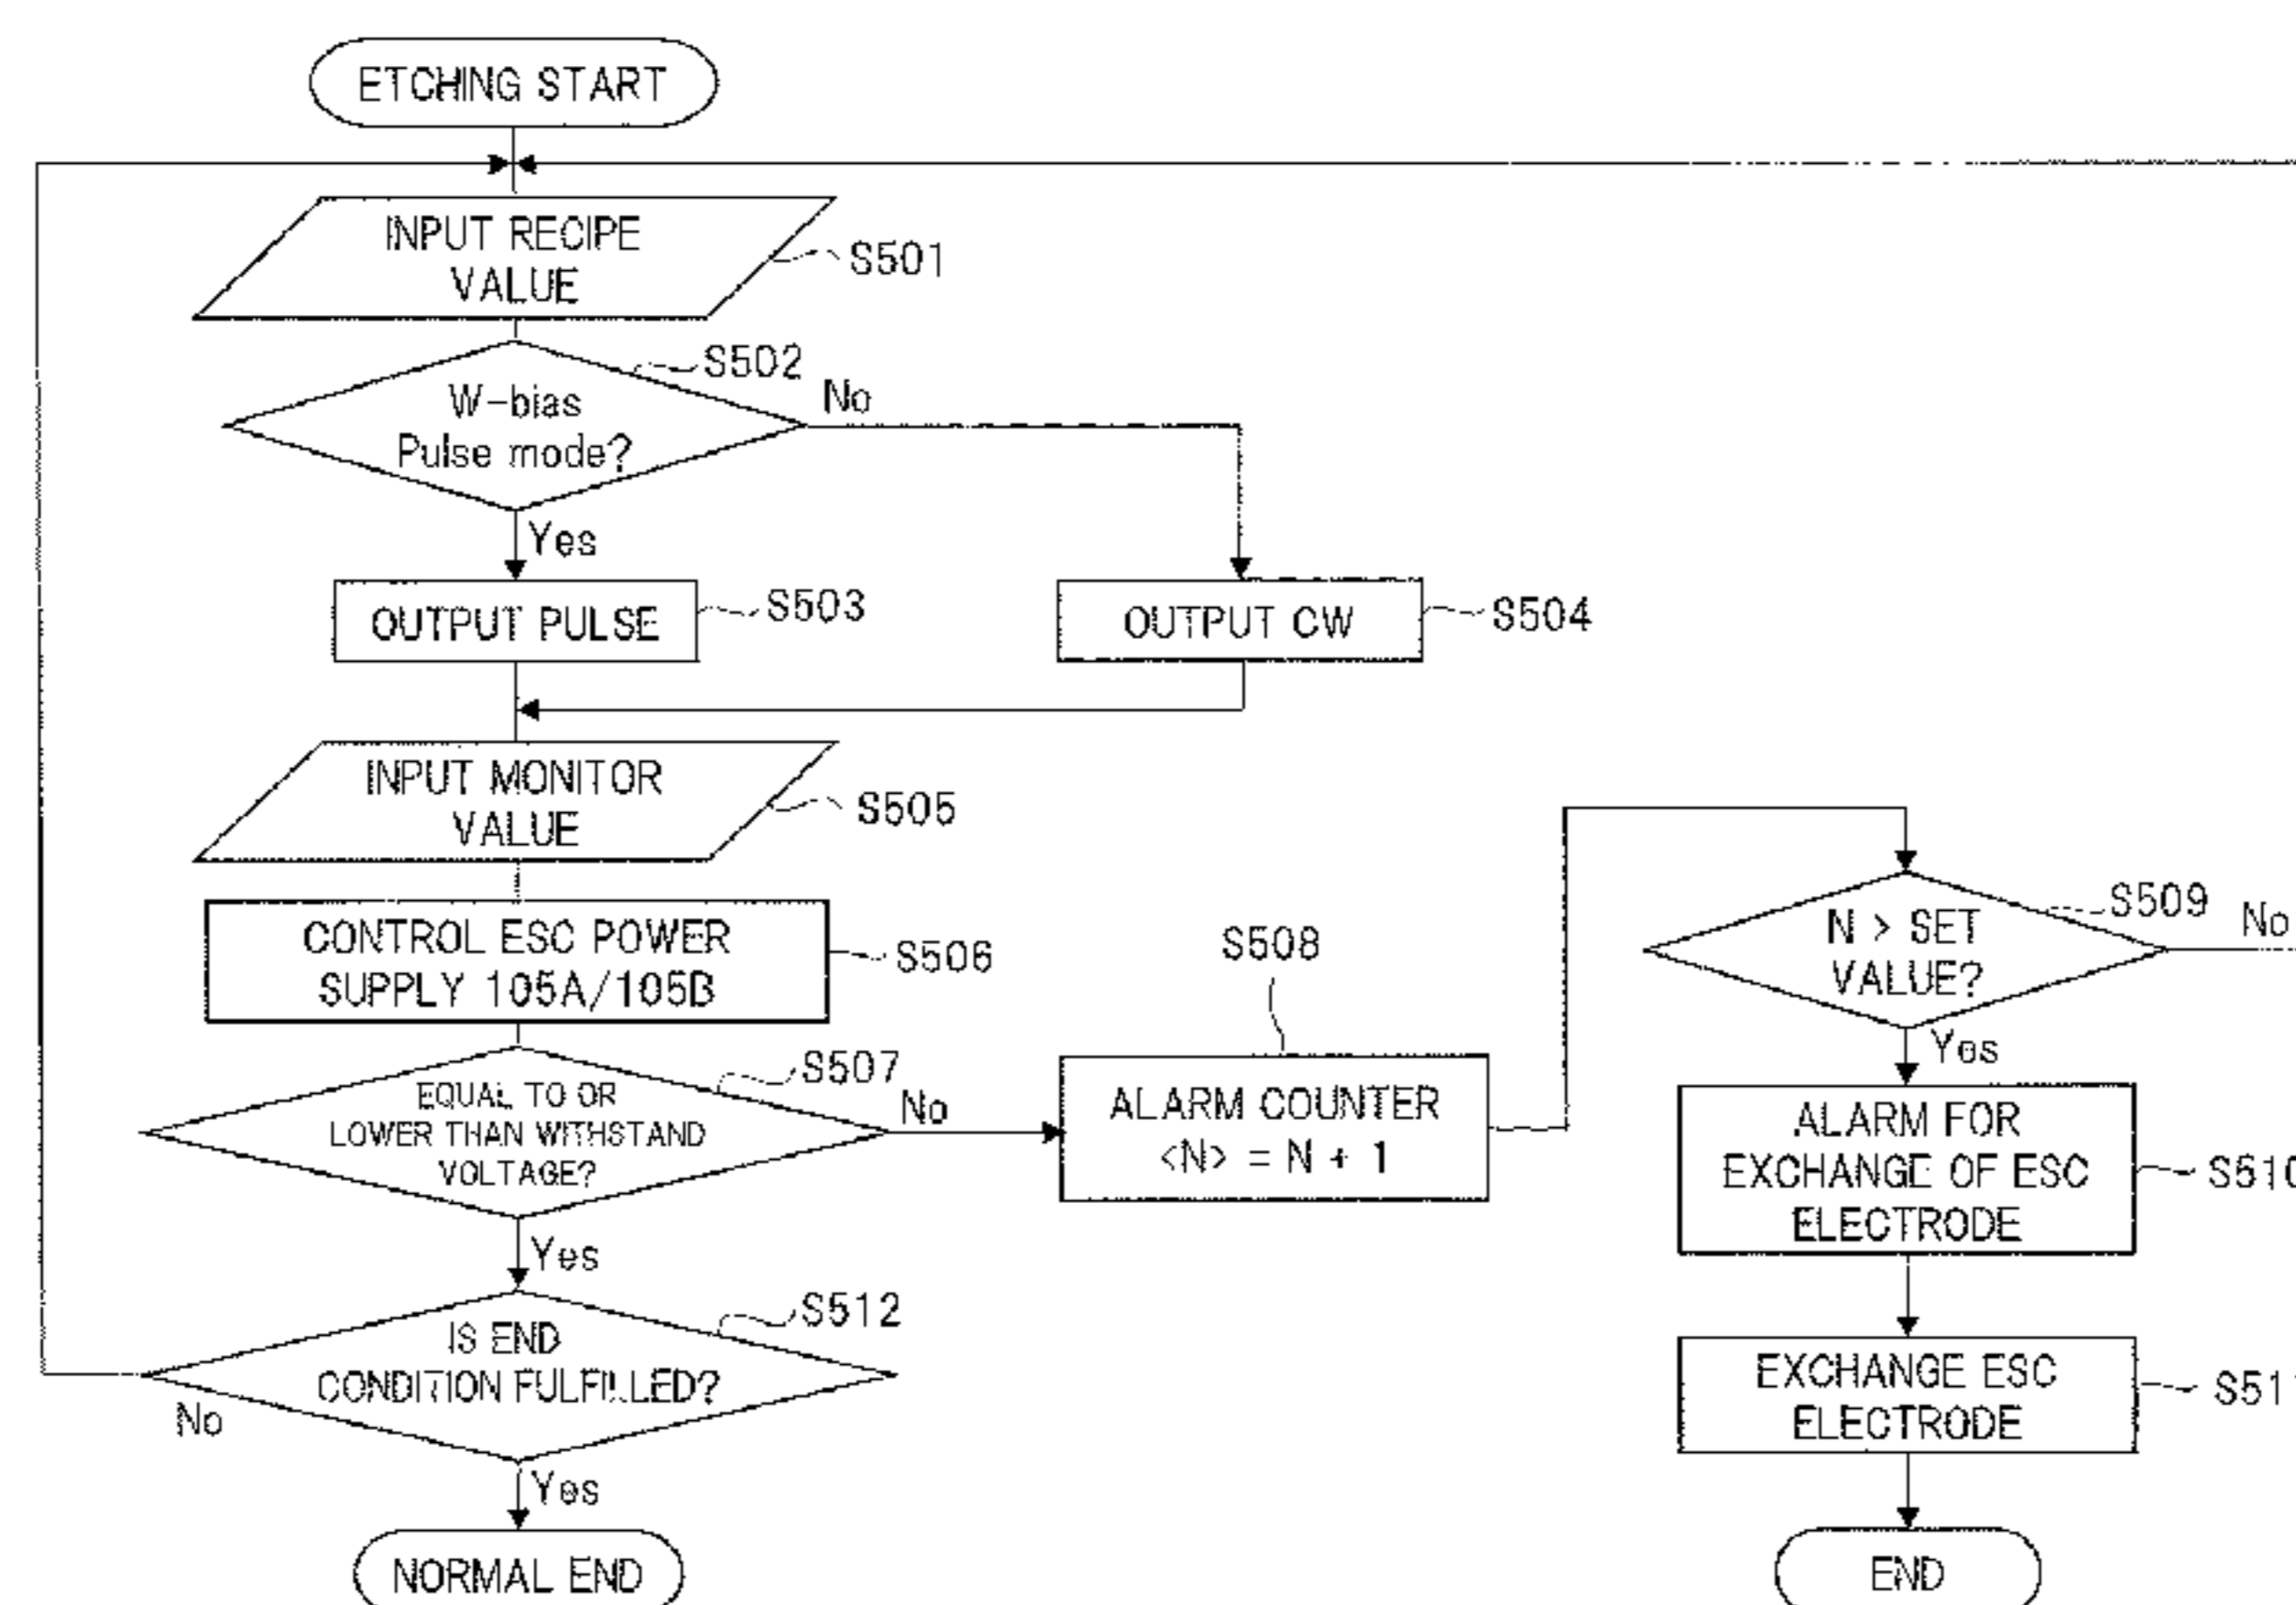 ETCHING START
INPUT RECIPE
VALUE
S501
S502
W-bias
Pulse mode?
No
Yes
OUTPUT PULSE
S503
OUTPUT CW
S504
INPUT MONITOR
VALUE
S505
CONTROL ESC POWER
SUPPLY 105A/105B
S506
S507
EQUAL TO OR
LOWER THAN WITHSTAND
VOLTAGE?
No
Yes
S508
ALARM COUNTER
<N> = N + 1
S509
N > SET
VALUE?
No
Yes
ALARM FOR
EXCHANGE OF ESC
ELECTRODE
S510
EXCHANGE ESC
ELECTRODE
S511
END
S512
IS END
CONDITION FULFILLED?
No
Yes
NORMAL END